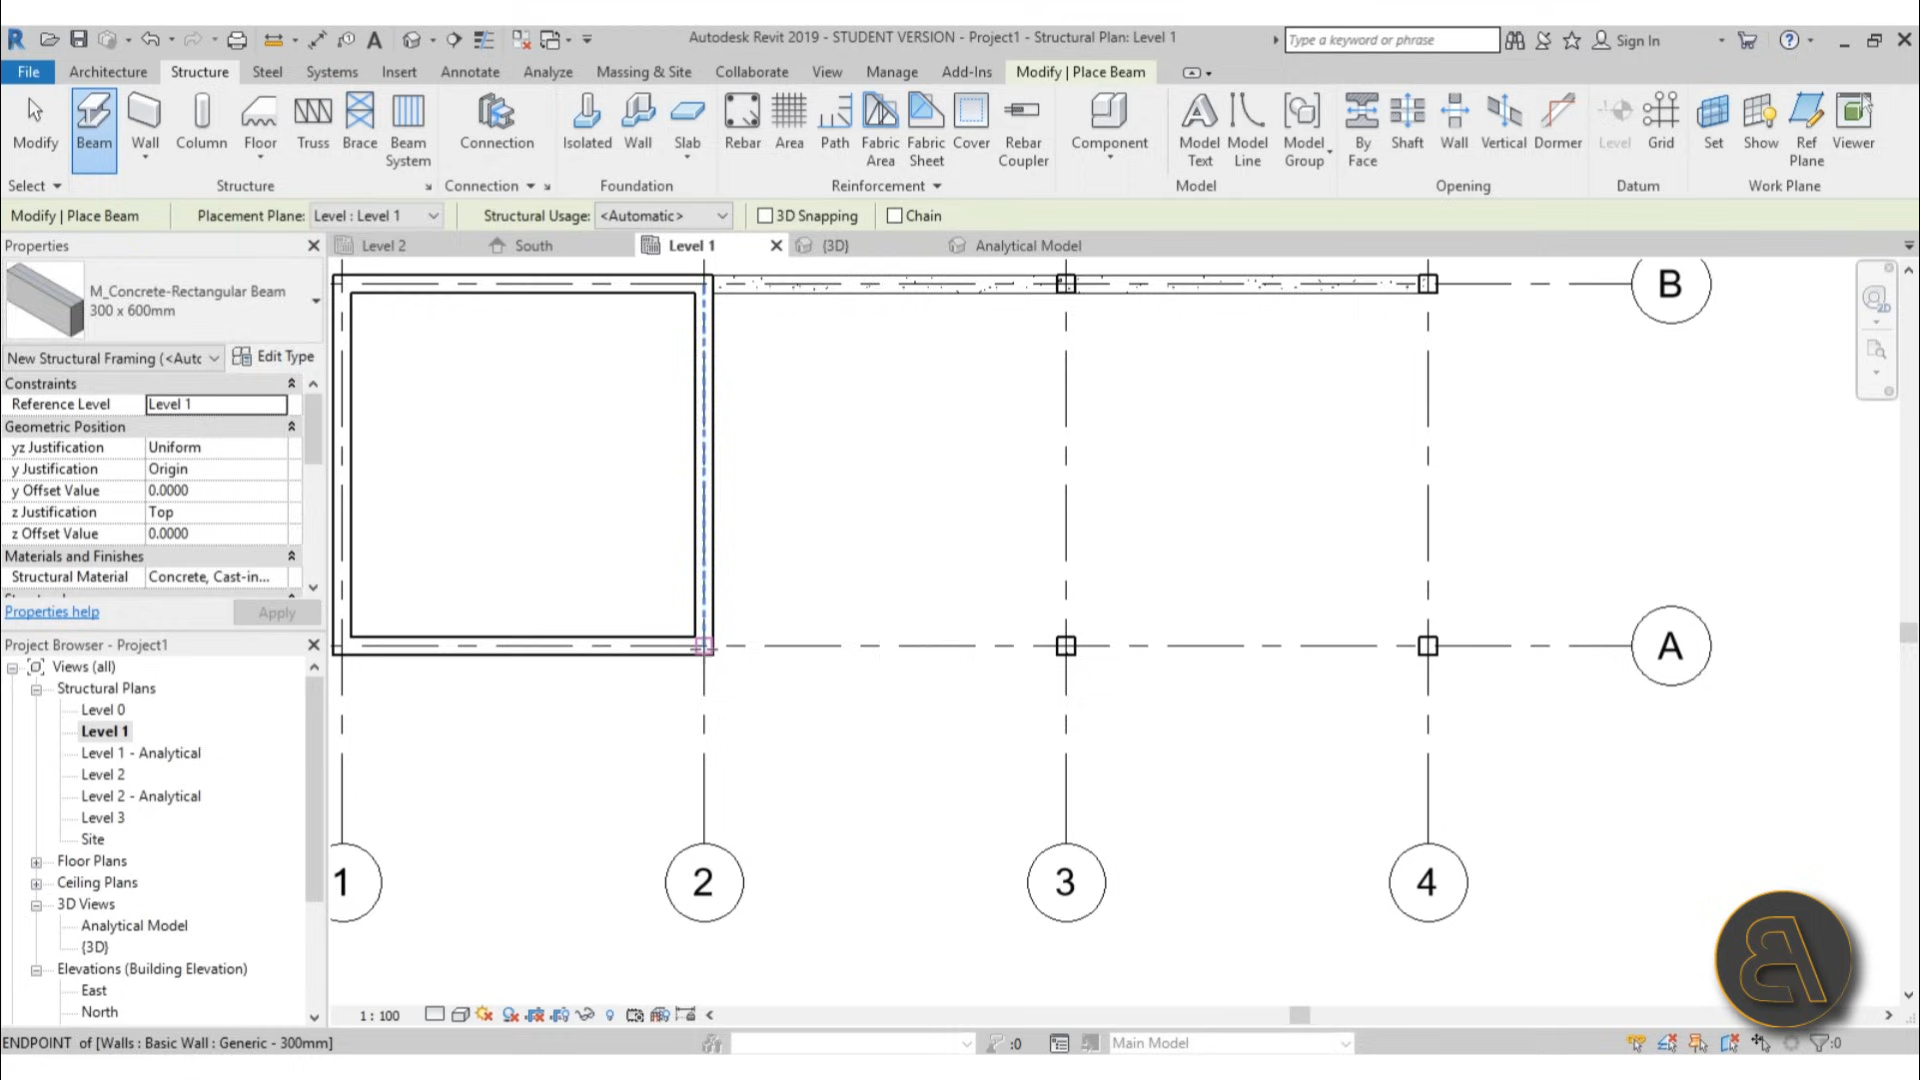 Autodesk Revit 2019 - STUDENT VERSION - Project1 - Structural Plan: Level 1
Type a keyword or phrase
Sign In
File Architecture Structure Steel Systems Insert Annotate Analyze Massing & Site Collaborate View Manage Add-Ins Modify | Place Beam
Modify Beam Wall Column Floor Truss Brace Beam System Connection Isolated Wall Slab Rebar Area Path Fabric Area Fabric Sheet Cover Rebar Coupler Component Model Text Model Line Model Group By Face Shaft Wall Vertical Dormer Level Grid Set Show Ref Plane Viewer
Select Structure Connection Foundation Reinforcement Model Opening Datum Work Plane
Modify | Place Beam Placement Plane: Level : Level 1 Structural Usage: <Automatic> 3D Snapping Chain
Properties
Level 2 South Level 1 {3D} Analytical Model
M_Concrete-Rectangular Beam
300 x 600mm
New Structural Framing (<Autc Edit Type
Constraints
Reference Level Level 1
Geometric Position
yz Justification Uniform
y Justification Origin
y Offset Value 0.0000
z Justification Top
z Offset Value 0.0000
Materials and Finishes
Structural Material Concrete, Cast-in...
Properties help Apply
Project Browser - Project1
Views (all)
Structural Plans
Level 0
Level 1
Level 1 - Analytical
Level 2
Level 2 - Analytical
Level 3
Site
Floor Plans
Ceiling Plans
3D Views
Analytical Model
{3D}
Elevations (Building Elevation)
East
North
B
2D
A
1 2 3 4
1 : 100
ENDPOINT of [Walls : Basic Wall : Generic - 300mm]
:0
Main Model
:0